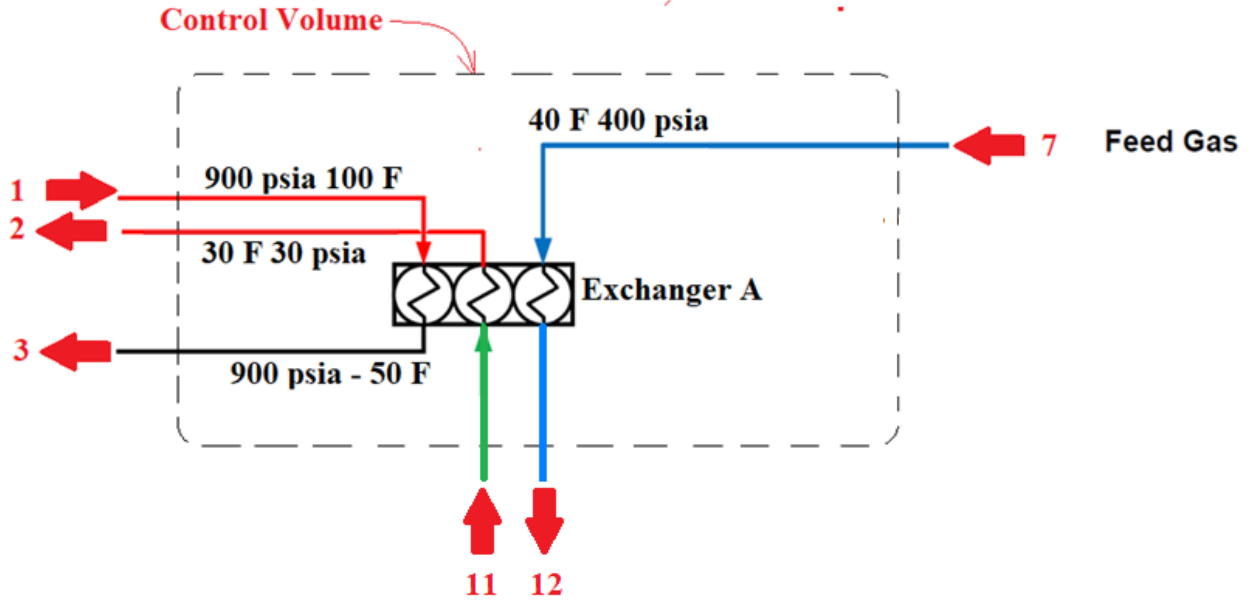 Control Volume
40 F 400 psia
7 Feed Gas
900 psia 100 F
1
2
30 F 30 psia
Exchanger A
3
900 psia - 50 F
11 12